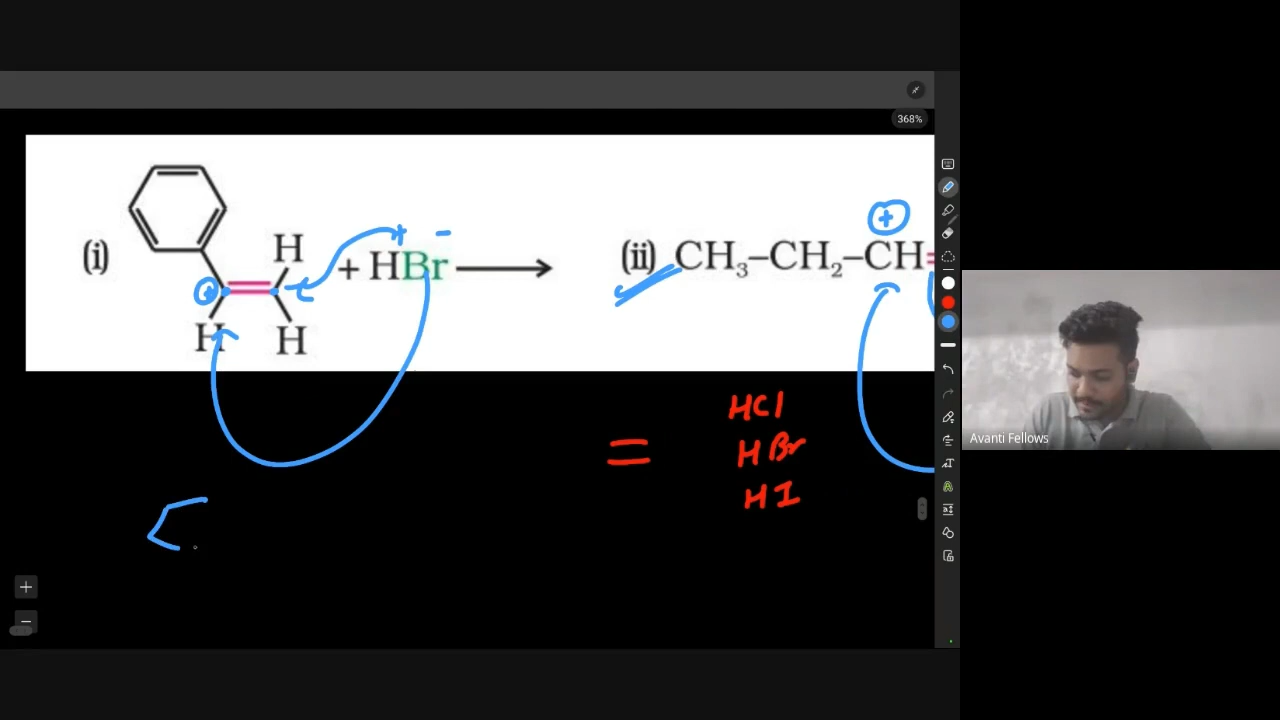 368%
H
(i) + HBr
+ -
+
H H
(ii) CH₃–CH₂–CH=
+
HCl
HBr
HI
Avanti Fellows